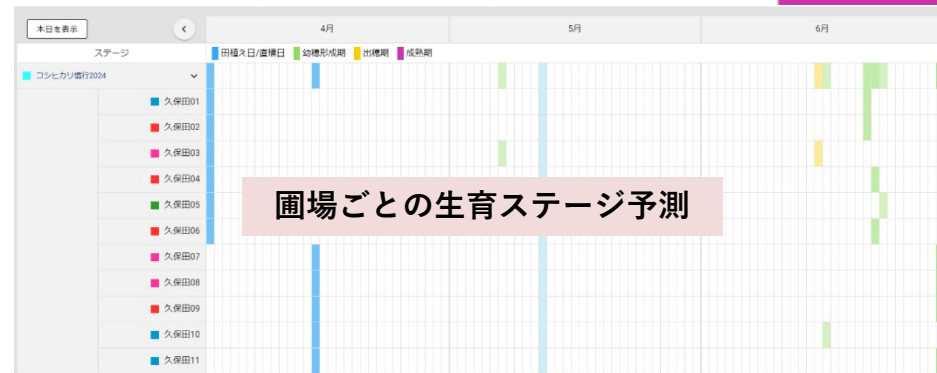 本日を表示
4月
5月
6月
ステージ
田植え日/直播日 幼穂形成期 出穂期 成熟期
コシヒカリ慣行2024
久保田01
久保田02
久保田03
久保田04
久保田05
久保田06
久保田07
久保田08
久保田09
久保田10
久保田11
圃場ごとの生育ステージ予測